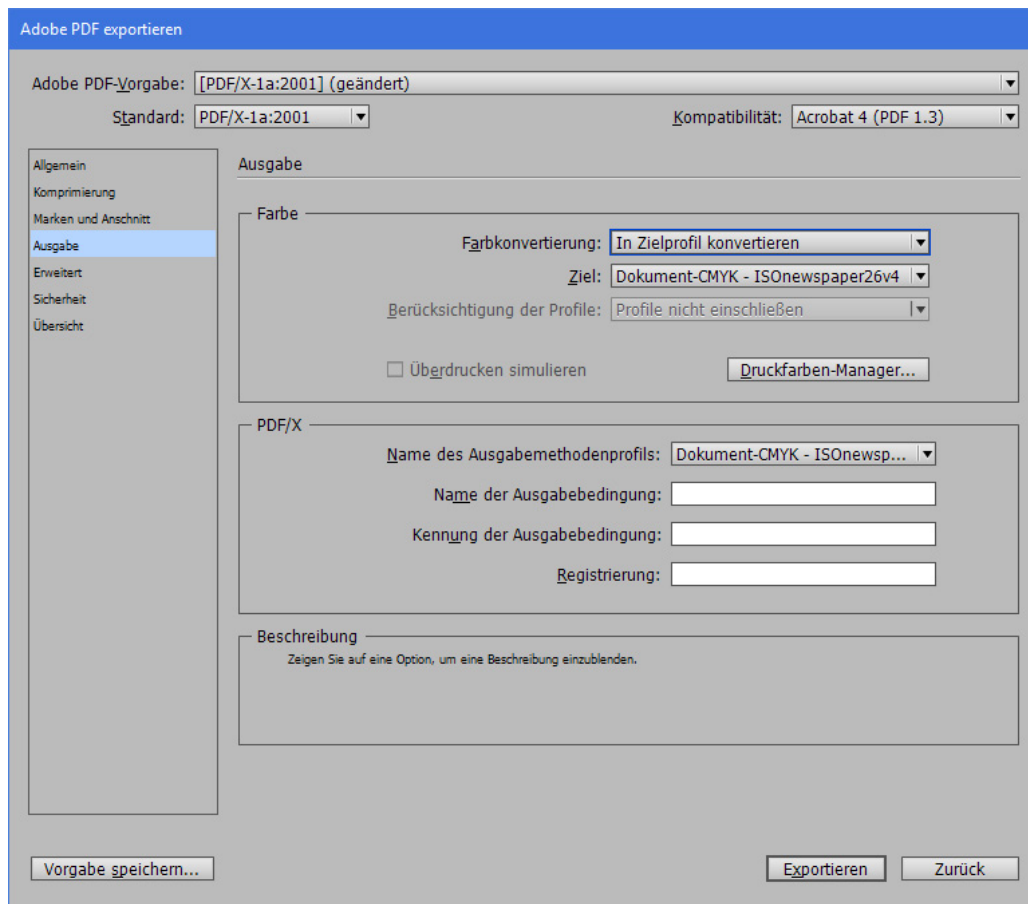 Adobe PDF exportieren
Adobe PDF-Vorgabe: [PDF/X-1a:2001] (geändert)
Standard: PDF/X-1a:2001 Kompatibilität: Acrobat 4 (PDF 1.3)
Allgemein
Komprimierung
Marken und Anschnitt
Ausgabe
Erweitert
Sicherheit
Übersicht
Ausgabe
Farbe
Farbkonvertierung: In Zielprofil konvertieren
Ziel: Dokument-CMYK - ISOnewspaper26v4
Berücksichtigung der Profile: Profile nicht einschließen
Überdrucken simulieren Druckfarben-Manager...
PDF/X
Name des Ausgabemethodenprofils: Dokument-CMYK - ISOnewsp...
Name der Ausgabebedingung:
Kennung der Ausgabebedingung:
Registrierung:
Beschreibung
Zeigen Sie auf eine Option, um eine Beschreibung einzublenden.
Vorgabe speichern... Exportieren Zurück